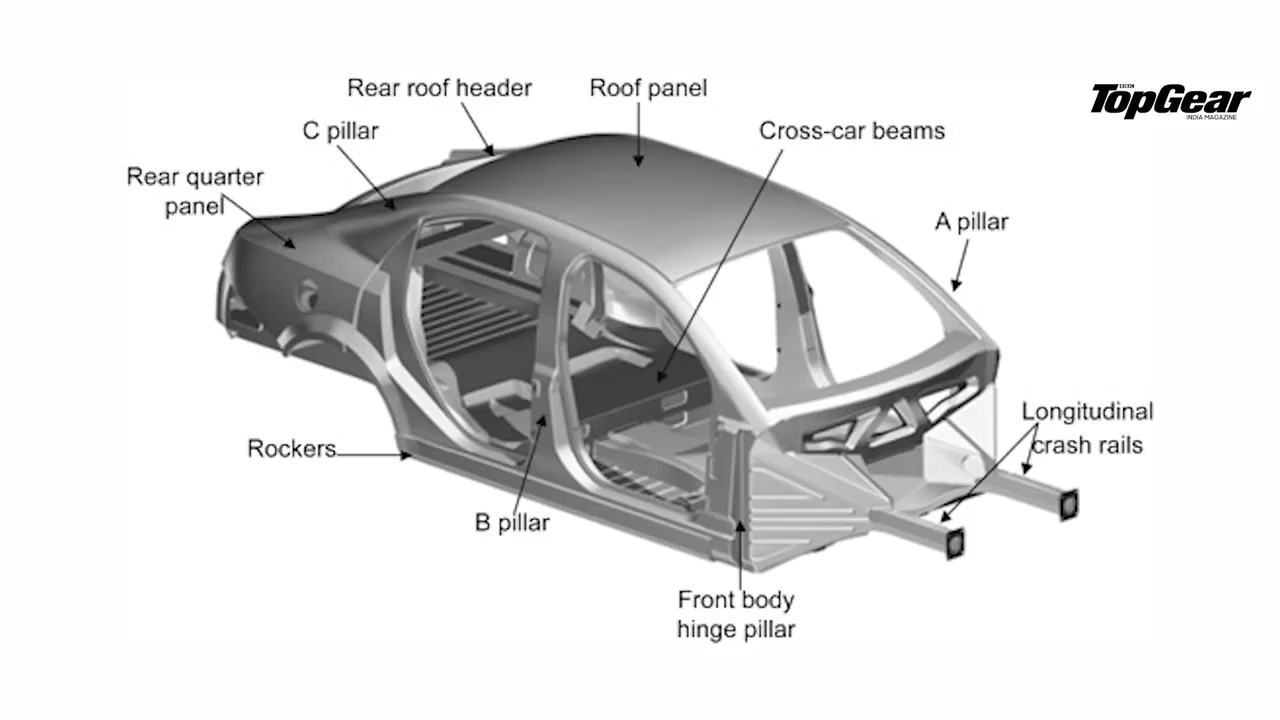 Rear roof header
Roof panel
BBC
TopGear
INDIA MAGAZINE
C pillar
Cross-car beams
Rear quarter
panel
A pillar
Longitudinal
crash rails
Rockers
B pillar
Front body
hinge pillar